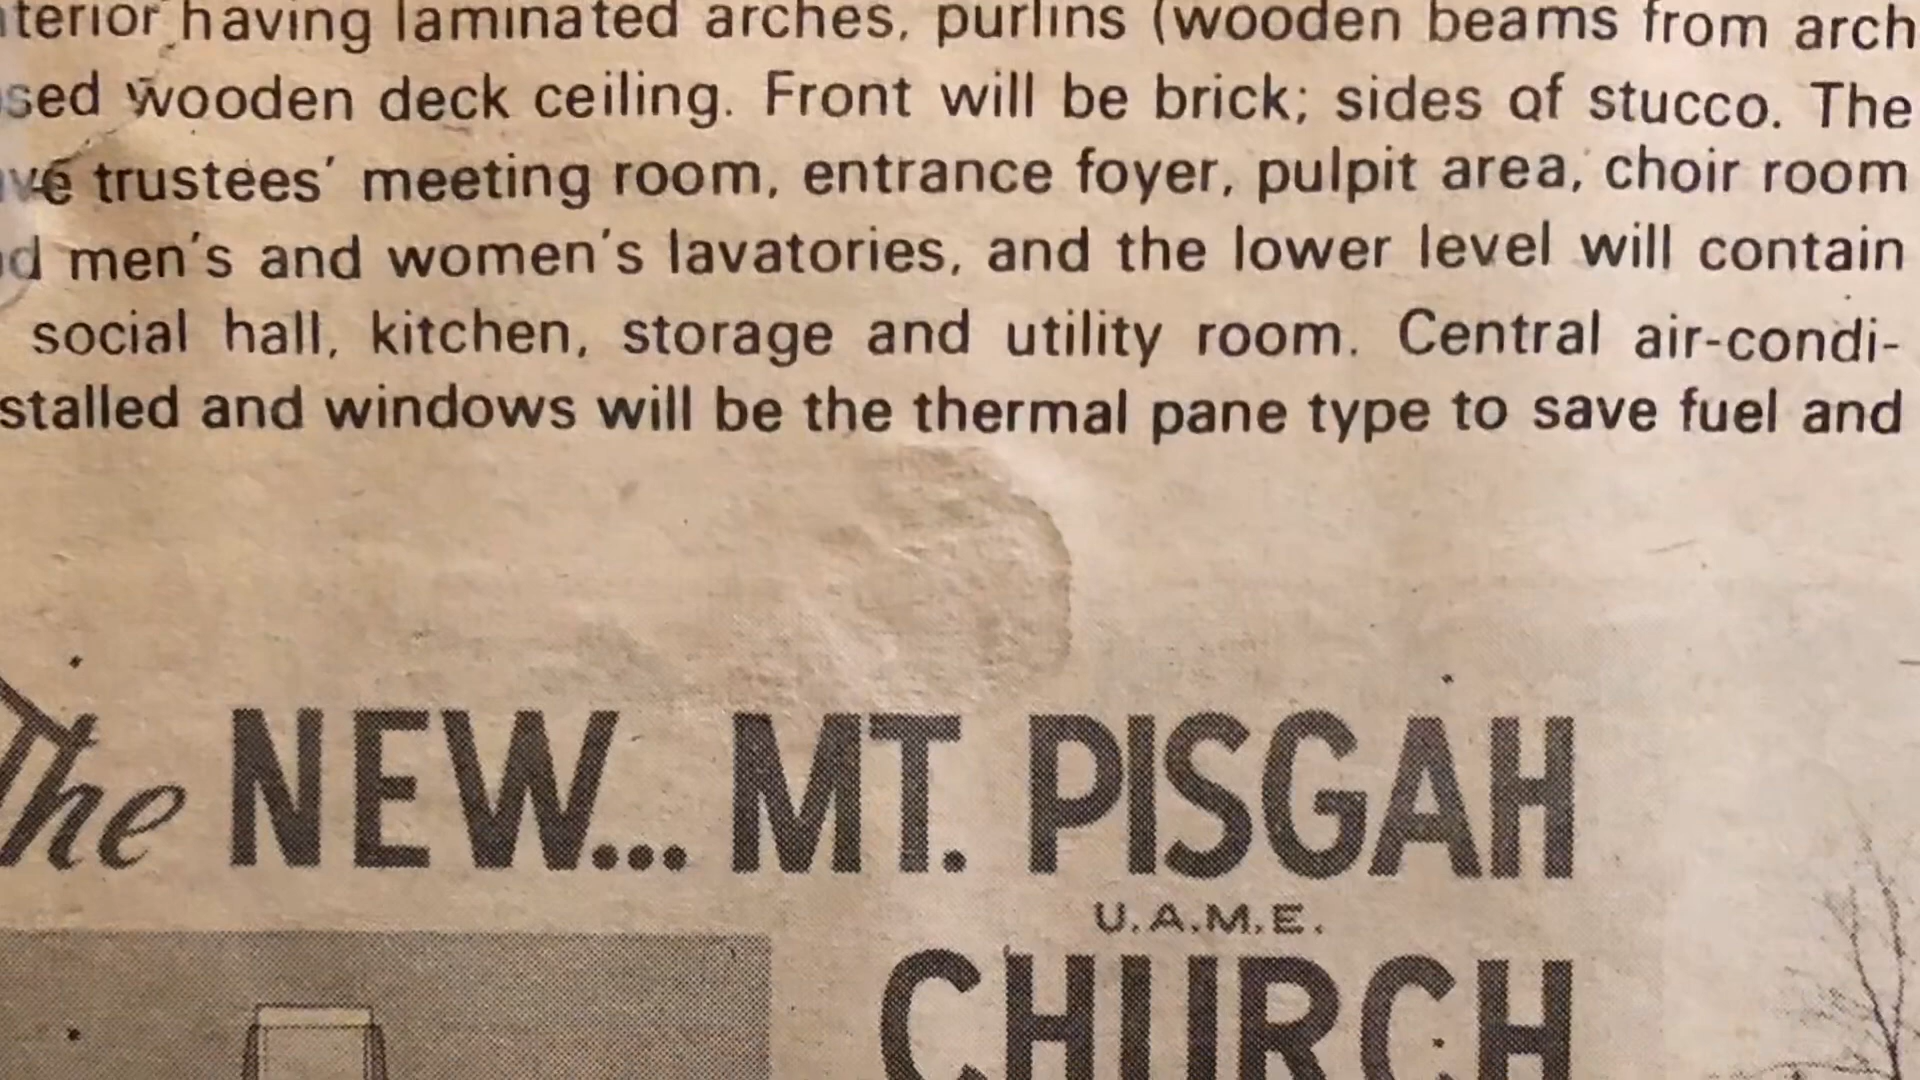 terior having laminated arches, purlins (wooden beams from arch
sed wooden deck ceiling. Front will be brick; sides of stucco. The
ve trustees' meeting room, entrance foyer, pulpit area, choir room
d men's and women's lavatories, and the lower level will contain
social hall, kitchen, storage and utility room. Central air-condi-
stalled and windows will be the thermal pane type to save fuel and
The NEW... MT. PISGAH
U.A.M.E.
CHURCH